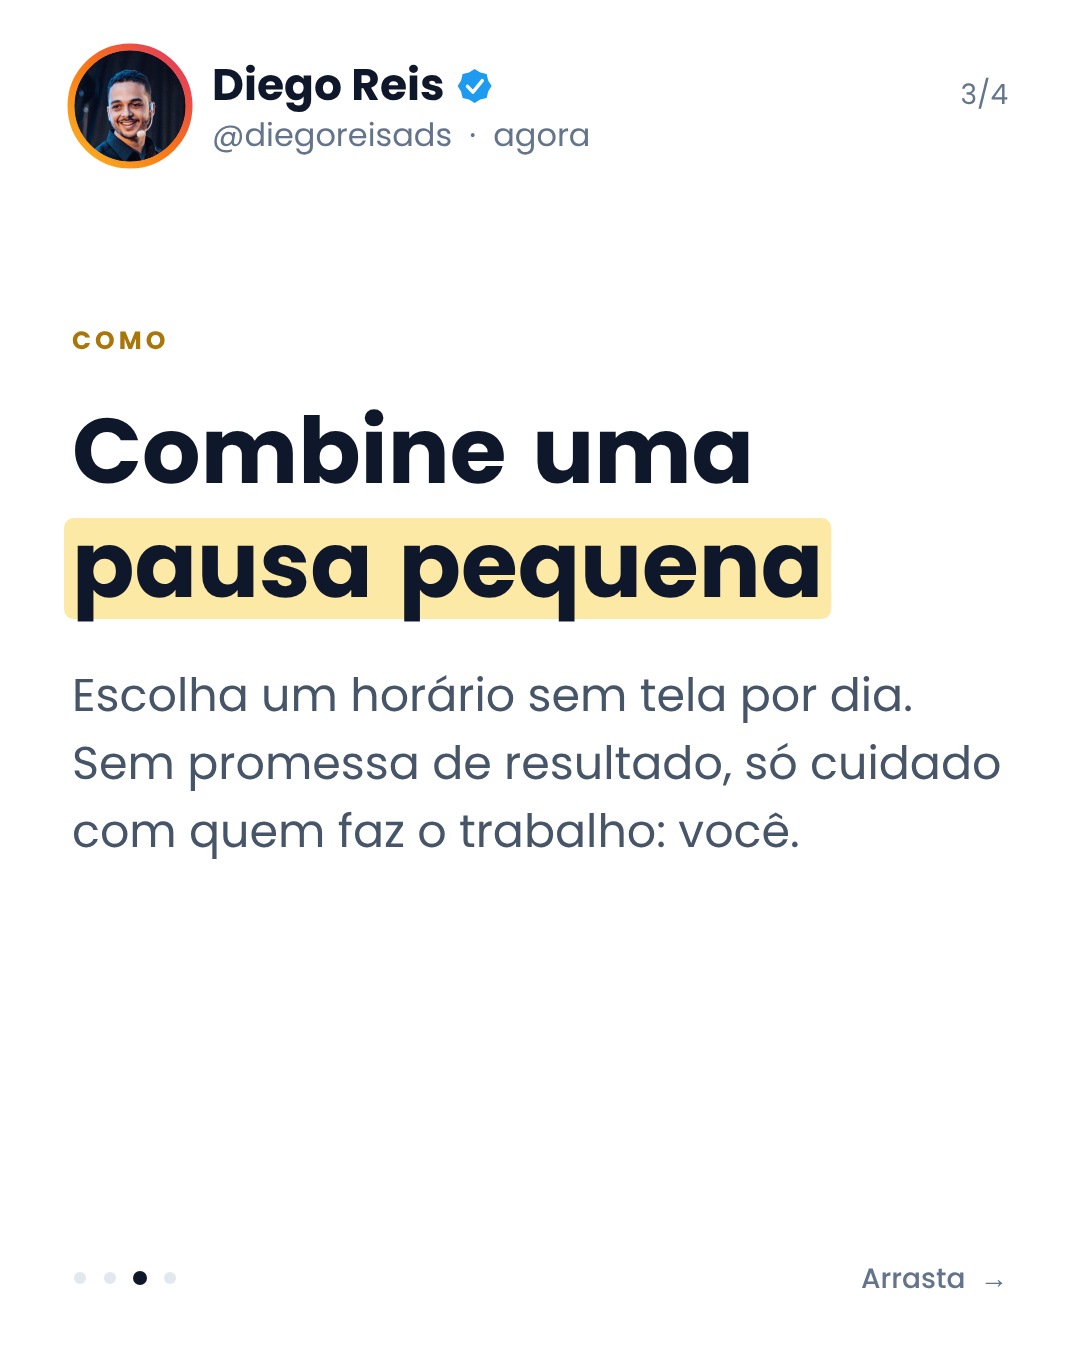 Diego Reis
@diegoreisads · agora
3/4
COMO
Combine uma
pausa pequena
Escolha um horário sem tela por dia.
Sem promessa de resultado, só cuidado
com quem faz o trabalho: você.
Arrasta →